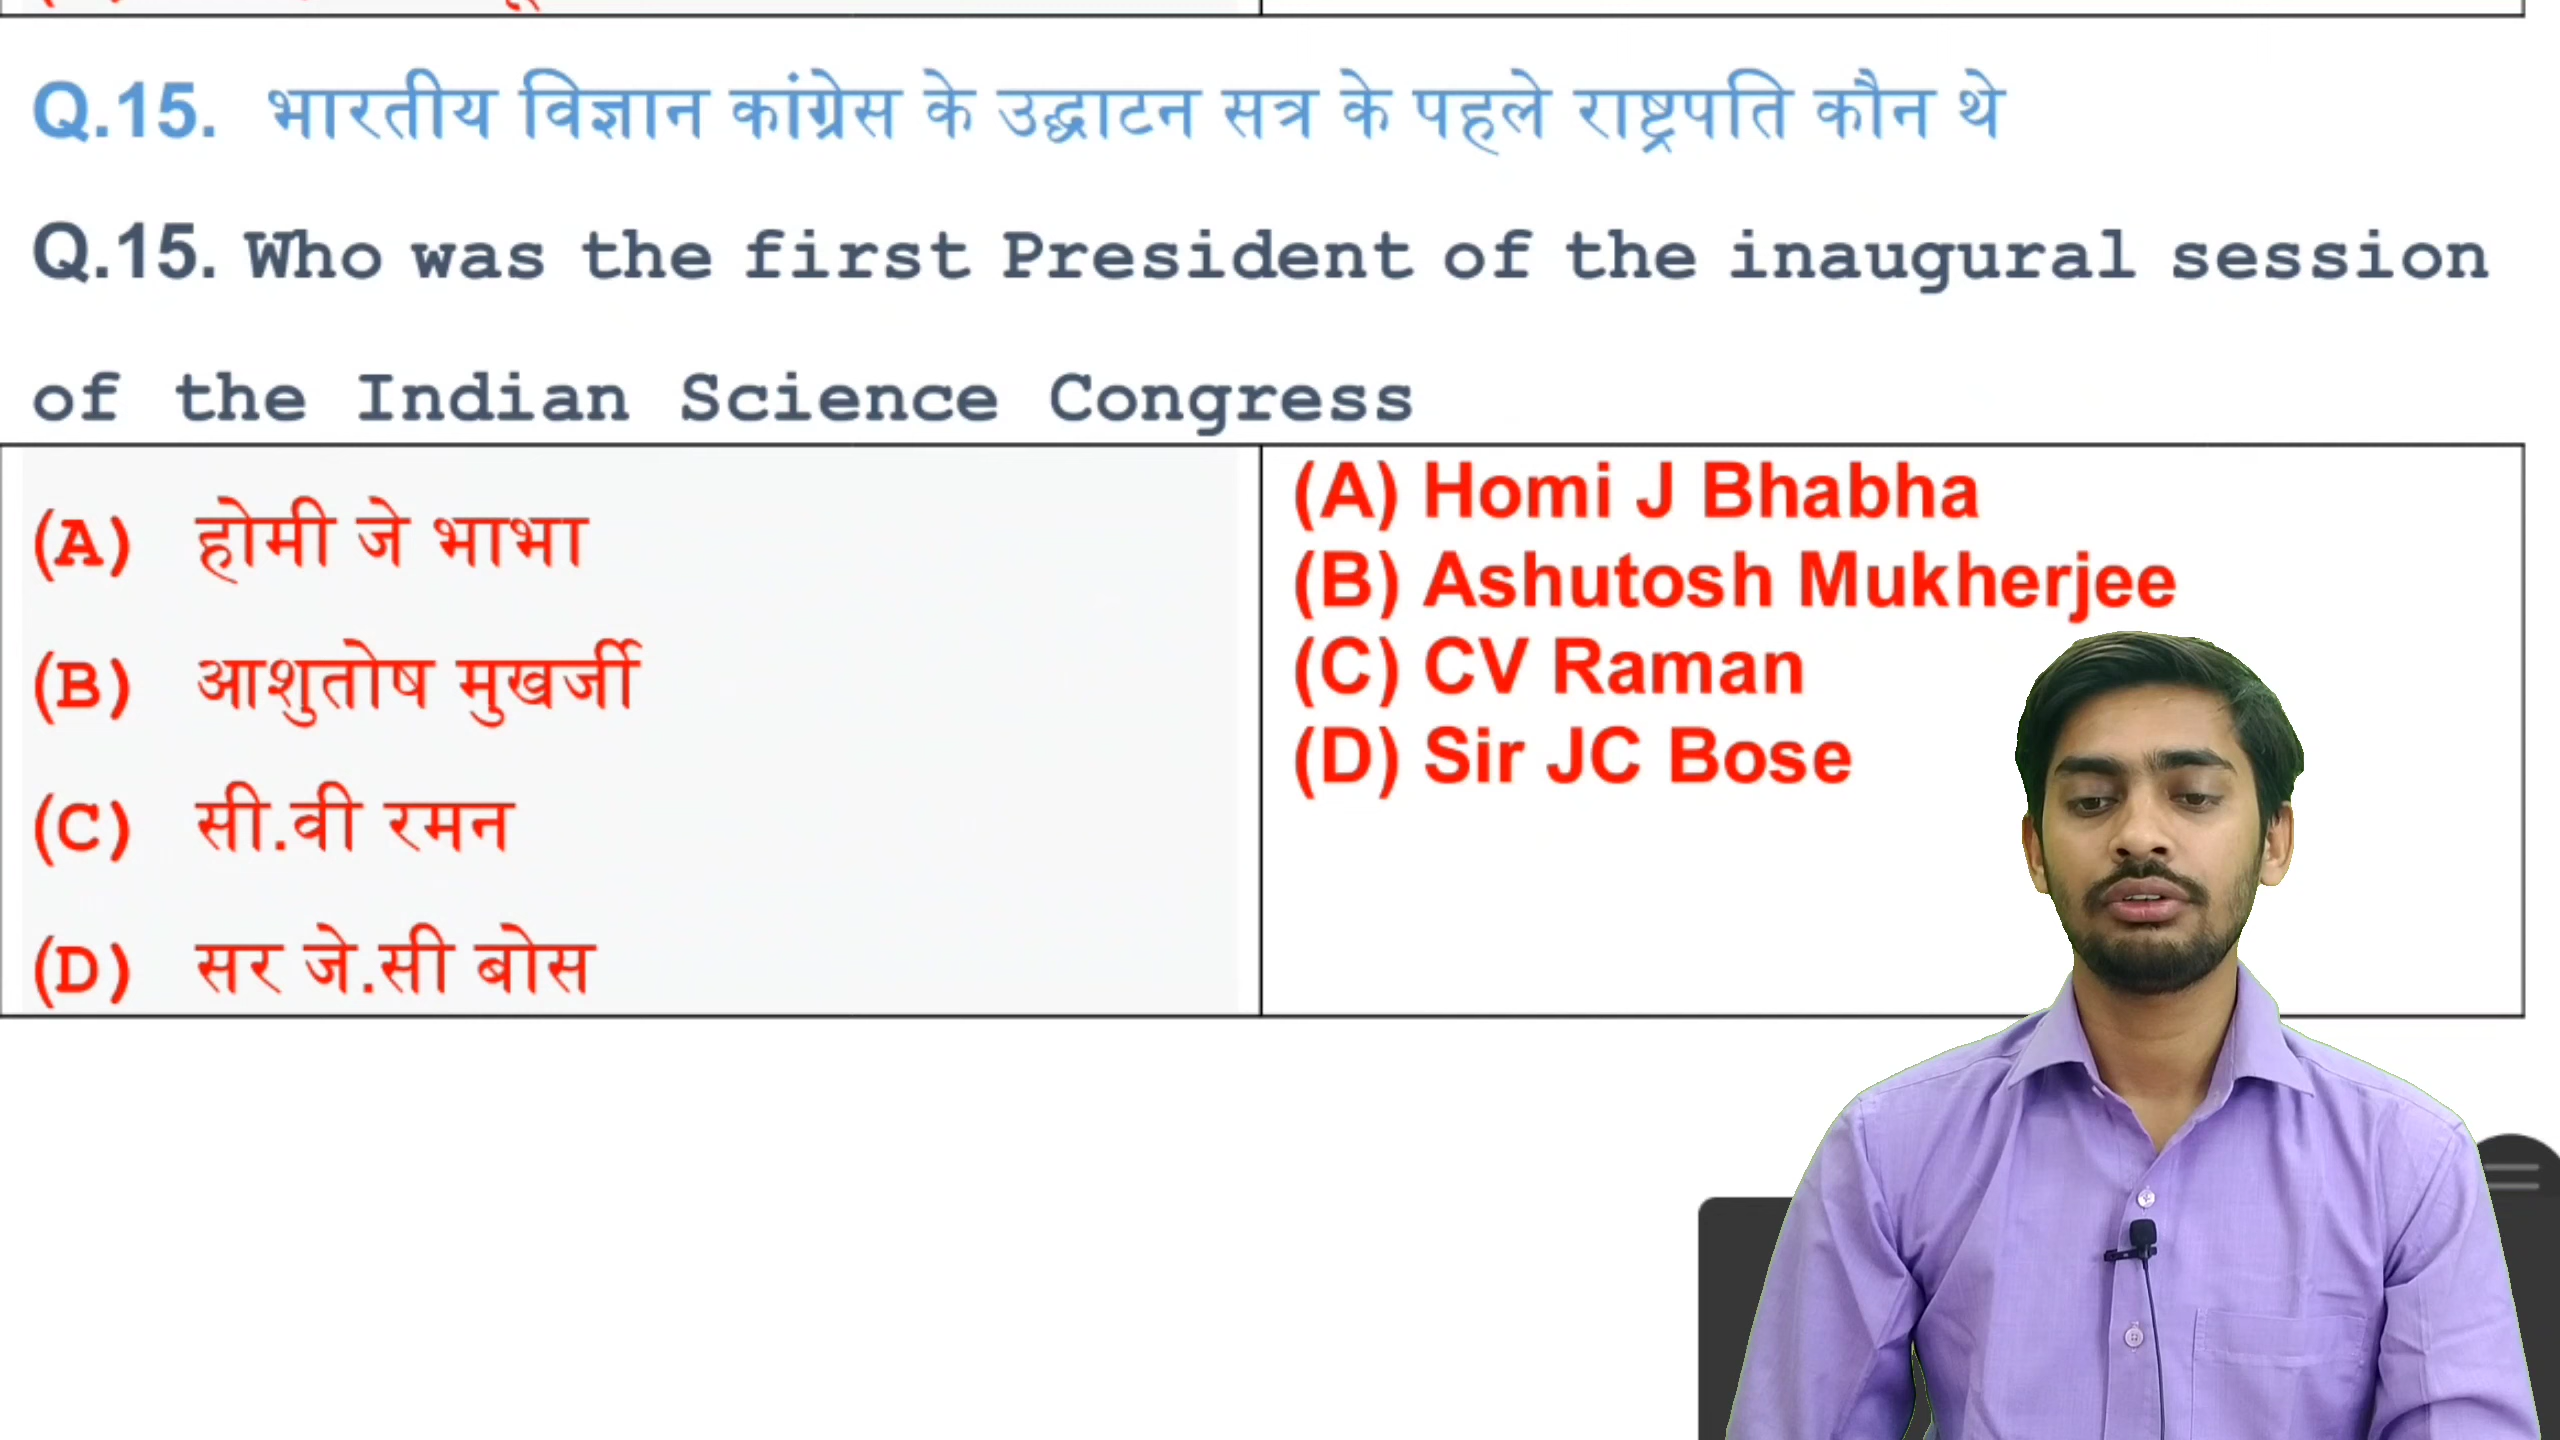 Q.15. भारतीय विज्ञान कांग्रेस के उद्घाटन सत्र के पहले राष्ट्रपति कौन थे
Q.15. Who was the first President of the inaugural session
of the Indian Science Congress
(A) होमी जे भाभा
(B) आशुतोष मुखर्जी
(C) सी.वी रमन
(D) सर जे.सी बोस
(A) Homi J Bhabha
(B) Ashutosh Mukherjee
(C) CV Raman
(D) Sir JC Bose